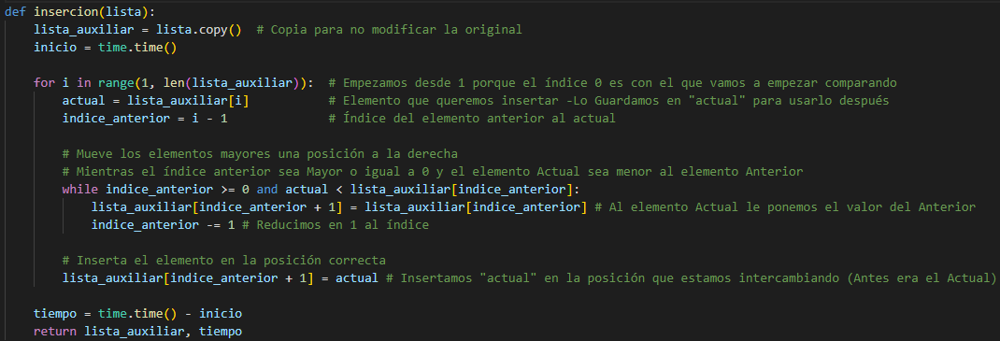 def insercion(lista):
    lista_auxiliar = lista.copy()  # Copia para no modificar la original
    inicio = time.time()
    for i in range(1, len(lista_auxiliar)):  # Empezamos desde 1 porque el índice 0 es con el que vamos a empezar comparando
        actual = lista_auxiliar[i]           # Elemento que queremos insertar -Lo Guardamos en "actual" para usarlo después
        indice_anterior = i - 1              # Índice del elemento anterior al actual
        # Mueve los elementos mayores una posición a la derecha
        # Mientras el índice anterior sea Mayor o igual a 0 y el elemento Actual sea menor al elemento Anterior
        while indice_anterior >= 0 and actual < lista_auxiliar[indice_anterior]:
            lista_auxiliar[indice_anterior + 1] = lista_auxiliar[indice_anterior] # Al elemento Actual le ponemos el valor del Anterior
            indice_anterior -= 1 # Reducimos en 1 al índice
        # Inserta el elemento en la posición correcta
        lista_auxiliar[indice_anterior + 1] = actual # Insertamos "actual" en la posición que estamos intercambiando (Antes era el Actual)
    tiempo = time.time() - inicio
    return lista_auxiliar, tiempo